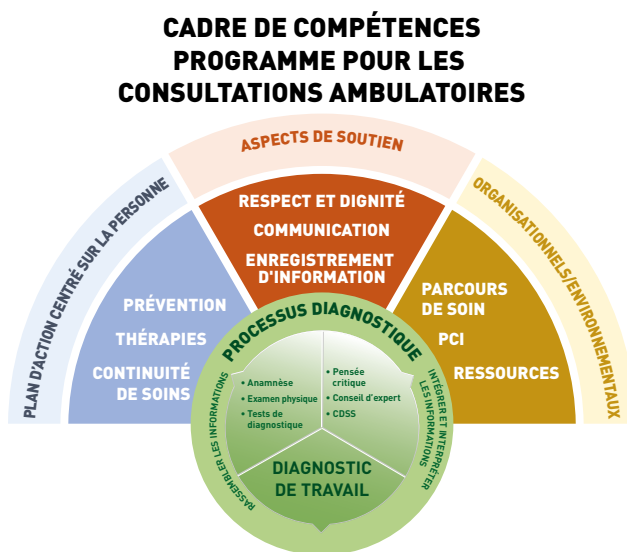 CADRE DE COMPÉTENCES
PROGRAMME POUR LES
CONSULTATIONS AMBULATOIRES
ASPECTS DE SOUTIEN
PLAN D'ACTION CENTRÉ SUR LA PERSONNE
ORGANISATIONNELS/ENVIRONNEMENTAUX
RESPECT ET DIGNITÉ
COMMUNICATION
ENREGISTREMENT
D'INFORMATION
PRÉVENTION
THÉRAPIES
CONTINUITÉ
DE SOINS
PARCOURS
DE SOIN
PCI
RESSOURCES
PROCESSUS DIAGNOSTIQUE
RASSEMBLER LES INFORMATIONS
• Anamnèse
• Examen physique
• Tests de
diagnostique
• Pensée
critique
• Conseil d'expert
• CDSS
INTÉGRER ET INTERPRÉTER
LES INFORMATIONS
DIAGNOSTIC
DE TRAVAIL